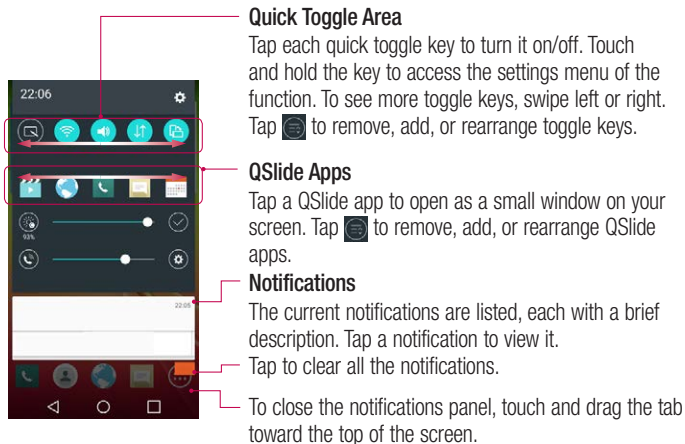 Quick Toggle Area
Tap each quick toggle key to turn it on/off. Touch
and hold the key to access the settings menu of the
function. To see more toggle keys, swipe left or right.
Tap to remove, add, or rearrange toggle keys.
QSlide Apps
Tap a QSlide app to open as a small window on your
screen. Tap to remove, add, or rearrange QSlide
apps.
Notifications
The current notifications are listed, each with a brief
description. Tap a notification to view it.
Tap to clear all the notifications.
To close the notifications panel, touch and drag the tab
toward the top of the screen.
22:06
93%
22:05